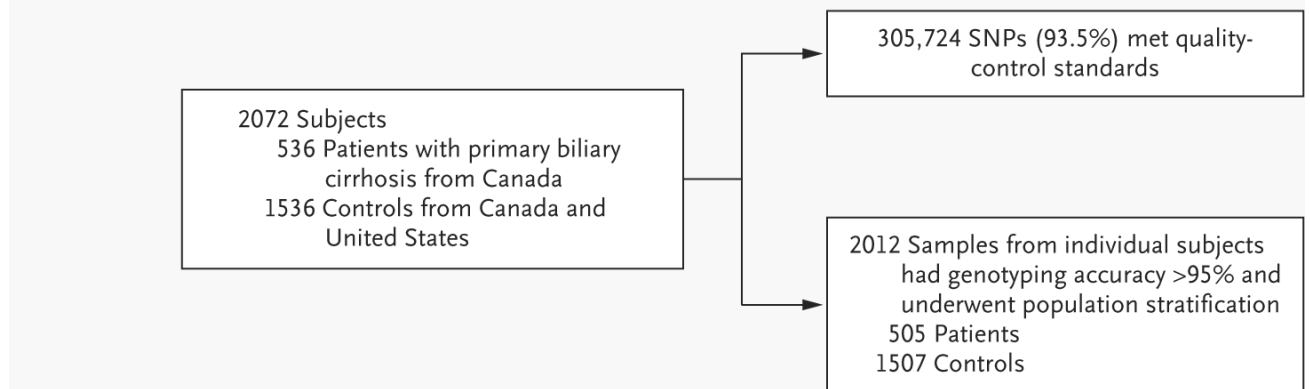 305,724 SNPs (93.5%) met quality-
control standards
2072 Subjects
536 Patients with primary biliary
cirrhosis from Canada
1536 Controls from Canada and
United States
2012 Samples from individual subjects
had genotyping accuracy >95% and
underwent population stratification
505 Patients
1507 Controls